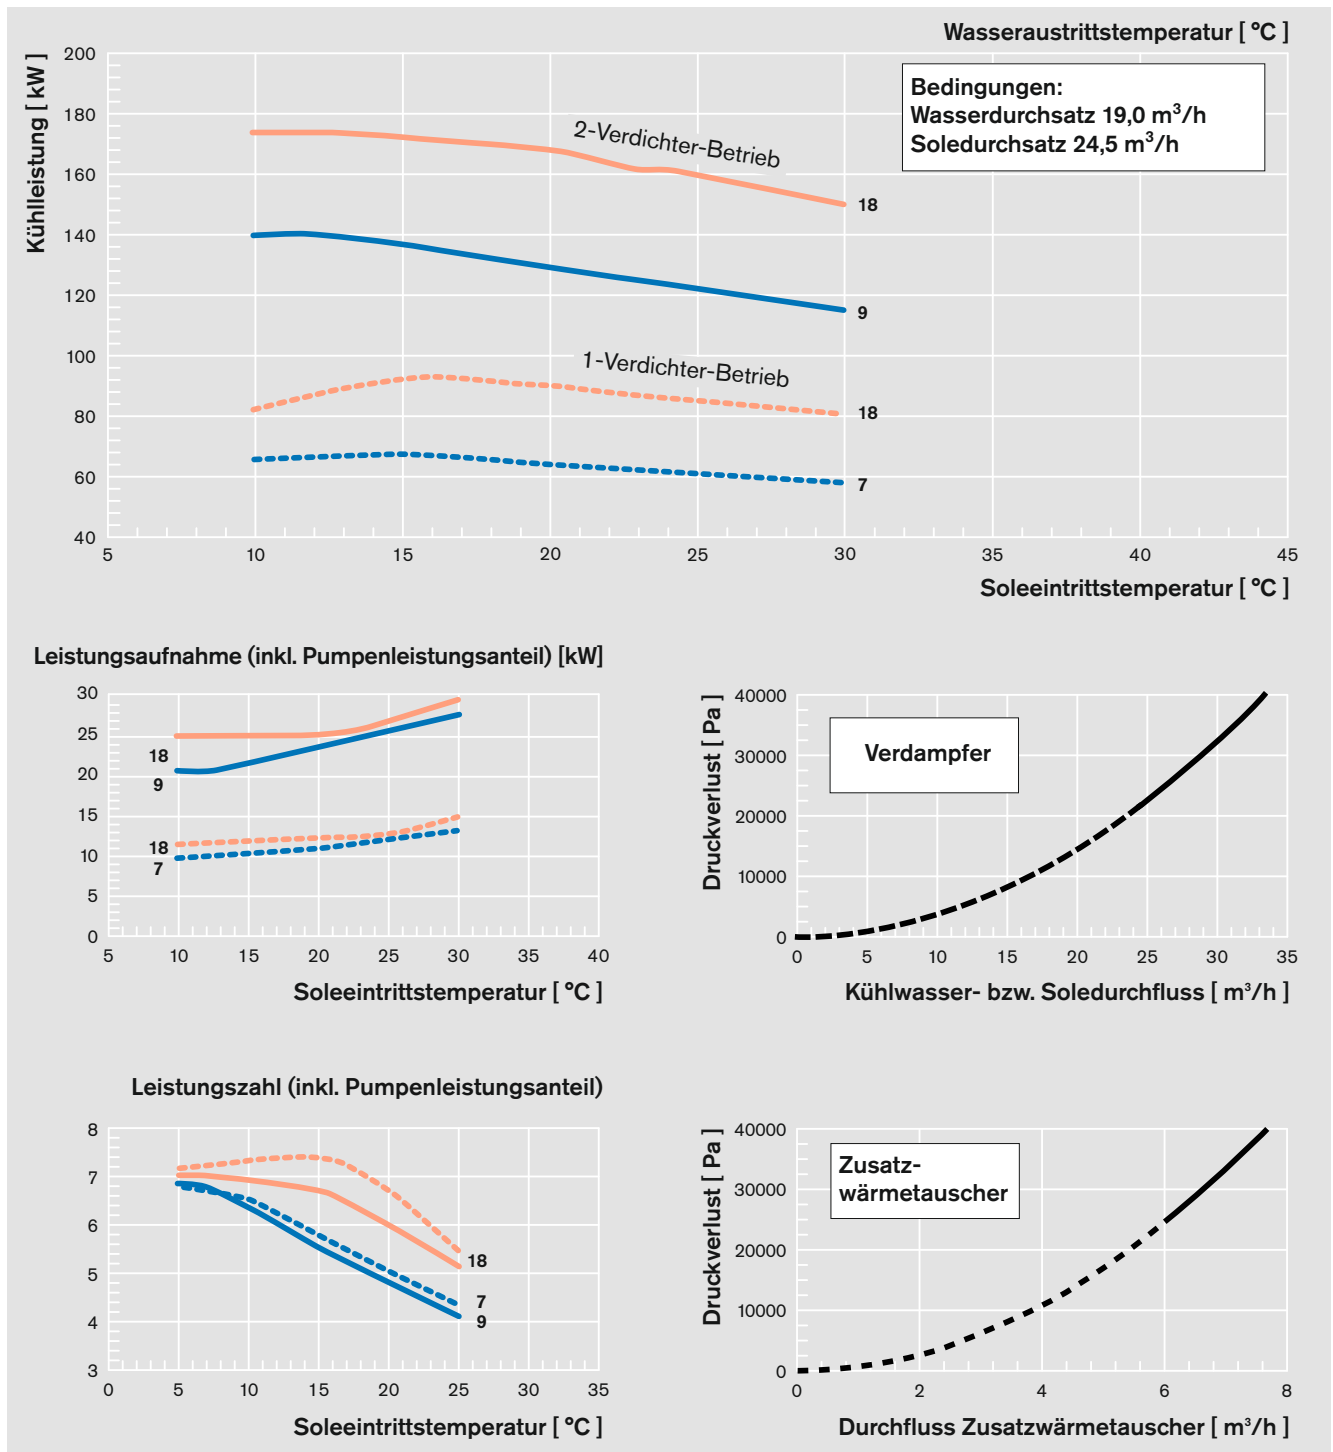 Wasseraustrittstemperatur [ °C ]
Kühlleistung [ kW ]
200
180
160
140
120
100
80
60
40
Bedingungen:
Wasserdurchsatz 19,0 m³/h
Soledurchsatz 24,5 m³/h
2-Verdichter-Betrieb
18
9
1-Verdichter-Betrieb
18
7
5 10 15 20 25 30 35 40 45
Soleeintrittstemperatur [ °C ]
Leistungsaufnahme (inkl. Pumpenleistungsanteil) [kW]
30
25
20
15
10
5
0
18
9
18
7
5 10 15 20 25 30 35 40
Soleeintrittstemperatur [ °C ]
Druckverlust [ Pa ]
40000
30000
20000
10000
0
Verdampfer
0 5 10 15 20 25 30 35
Kühlwasser- bzw. Soledurchfluss [ m³/h ]
Leistungszahl (inkl. Pumpenleistungsanteil)
8
7
6
5
4
3
18
7
9
0 5 10 15 20 25 30 35
Soleeintrittstemperatur [ °C ]
Druckverlust [ Pa ]
40000
30000
20000
10000
0
Zusatz-
wärmetauscher
0 2 4 6 8
Durchfluss Zusatzwärmetauscher [ m³/h ]